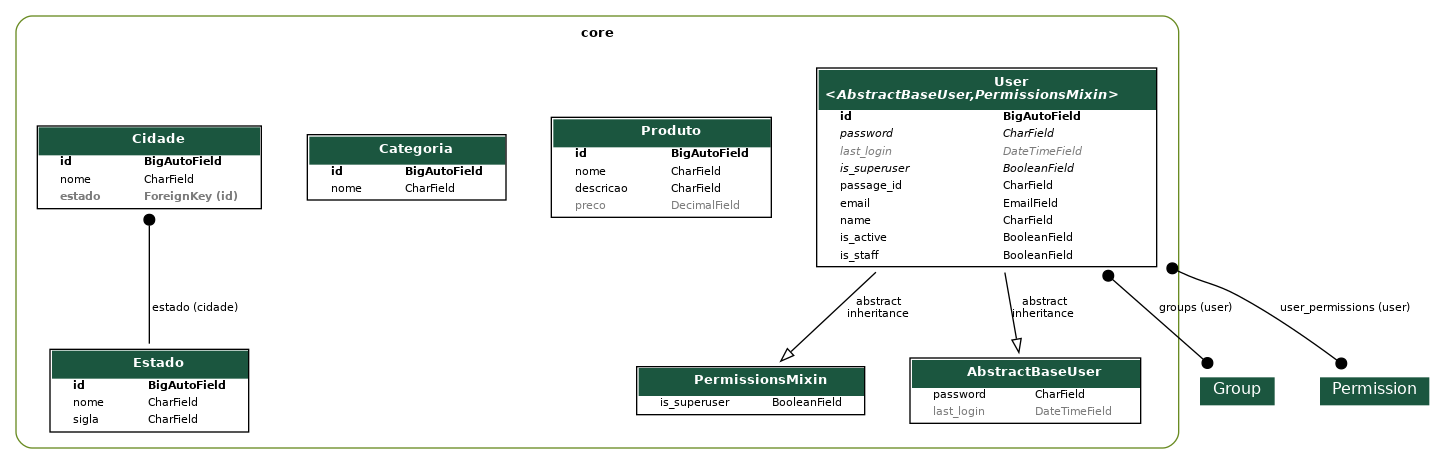 core
Cidade
id BigAutoField
nome CharField
estado ForeignKey (id)
Categoria
id BigAutoField
nome CharField
Produto
id BigAutoField
nome CharField
descricao CharField
preco DecimalField
User
<AbstractBaseUser,PermissionsMixin>
id BigAutoField
password CharField
last_login DateTimeField
is_superuser BooleanField
passage_id CharField
email EmailField
name CharField
is_active BooleanField
is_staff BooleanField
estado (cidade)
abstract
inheritance
abstract
inheritance
groups (user)
user_permissions (user)
Estado
id BigAutoField
nome CharField
sigla CharField
PermissionsMixin
is_superuser BooleanField
AbstractBaseUser
password CharField
last_login DateTimeField
Group
Permission